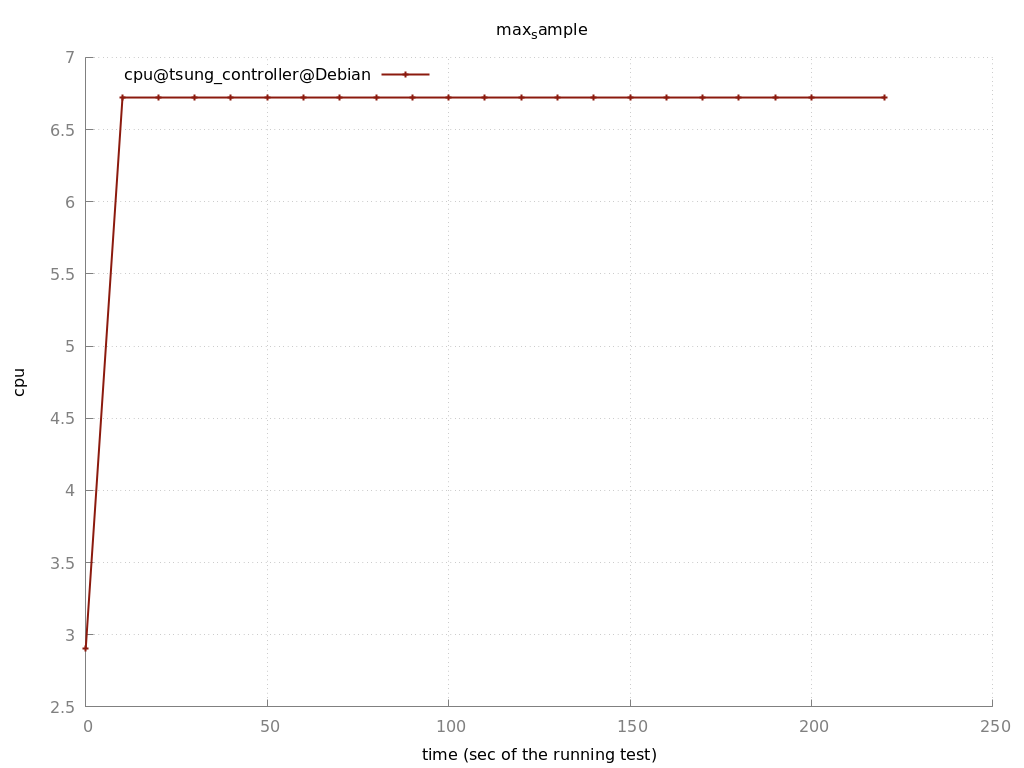 max_sample
7
cpu@tsung_controller@Debian
6.5
6
5.5
5
cpu
4.5
4
3.5
3
2.5
0 50 100 150 200 250
time (sec of the running test)